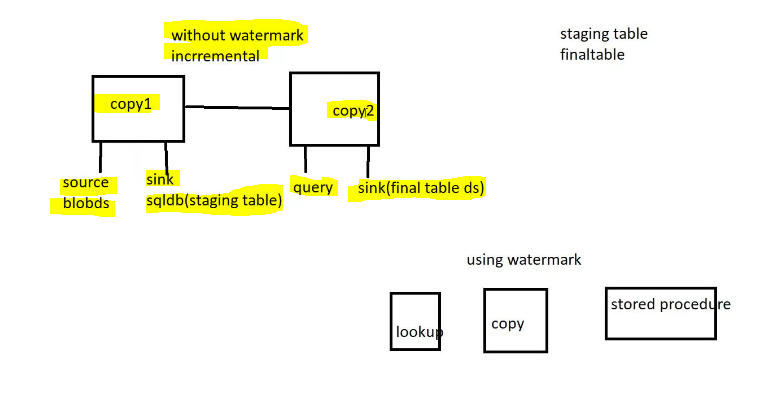 without watermark
incrremental
staging table
finaltable
copy1
copy2
source
blobds
sink
sqldb(staging table)
query
sink(final table ds)
using watermark
lookup
copy
stored procedure